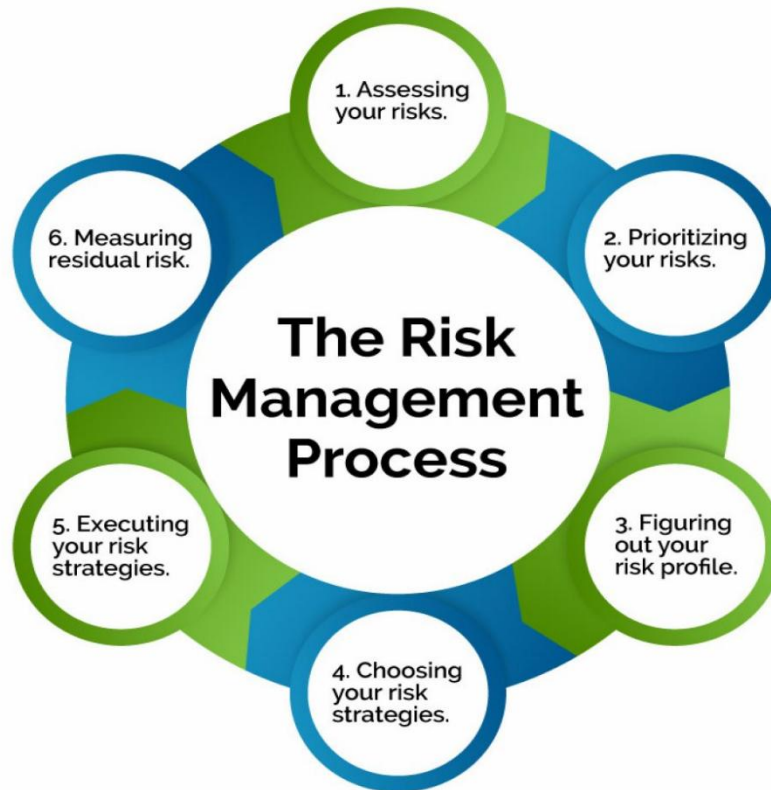 1. Assessing
your risks.
2. Prioritizing
your risks.
3. Figuring
out your
risk profile.
4. Choosing
your risk
strategies.
5. Executing
your risk
strategies.
6. Measuring
residual risk.
The Risk
Management
Process